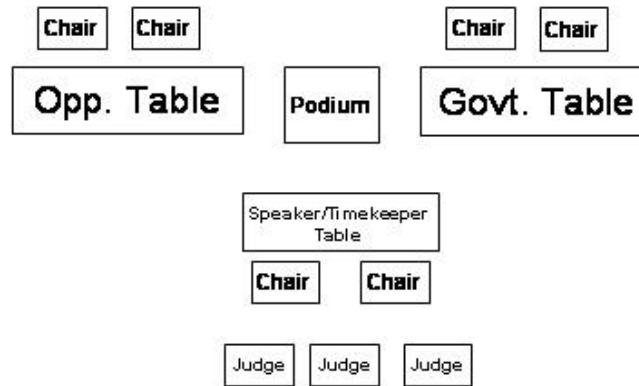 Chair Chair Chair Chair
Opp. Table Podium Govt. Table
Speaker/Timekeeper
Table
Chair Chair
Judge Judge Judge